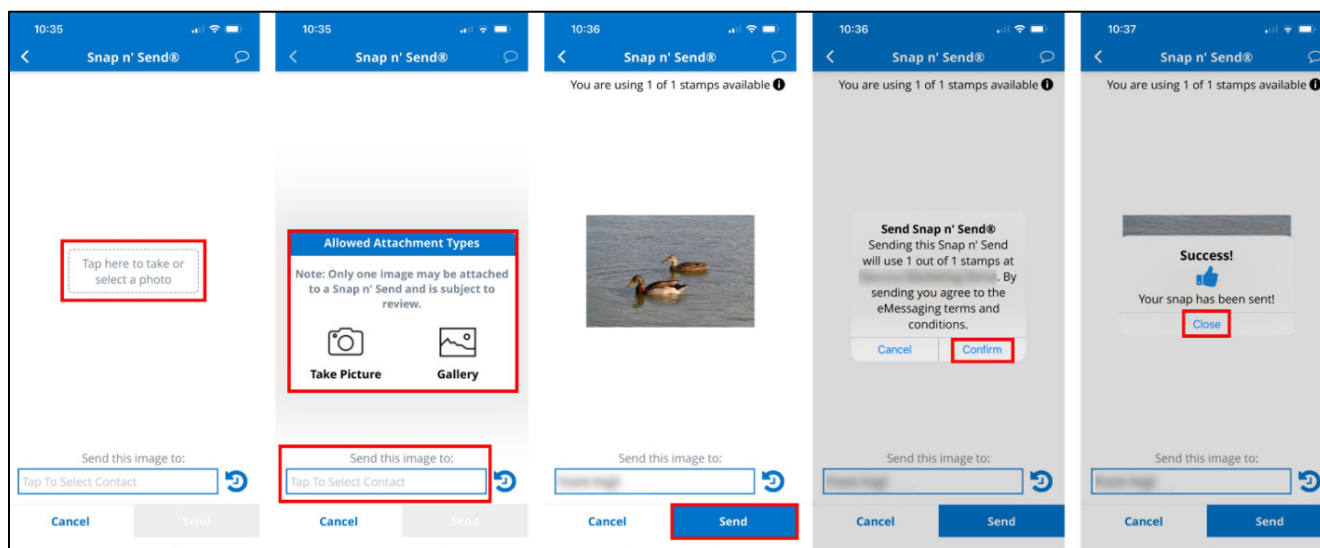 10:35
Snap n' Send®
Tap here to take or
select a photo
Send this image to:
Tap To Select Contact
Cancel
Send
10:35
Snap n' Send®
Allowed Attachment Types
Note: Only one image may be attached
to a Snap n' Send and is subject to
review.
Take Picture
Gallery
Send this image to:
Tap To Select Contact
Cancel
Send
10:36
Snap n' Send®
You are using 1 of 1 stamps available
Send this image to:
Cancel
Send
10:36
Snap n' Send®
You are using 1 of 1 stamps available
Send Snap n' Send®
Sending this Snap n' Send
will use 1 out of 1 stamps at
. By
sending you agree to the
eMessaging terms and
conditions.
Cancel
Confirm
Send this image to:
Cancel
Send
10:37
Snap n' Send®
You are using 1 of 1 stamps available
Success!
Your snap has been sent!
Close
Send this image to:
Cancel
Send